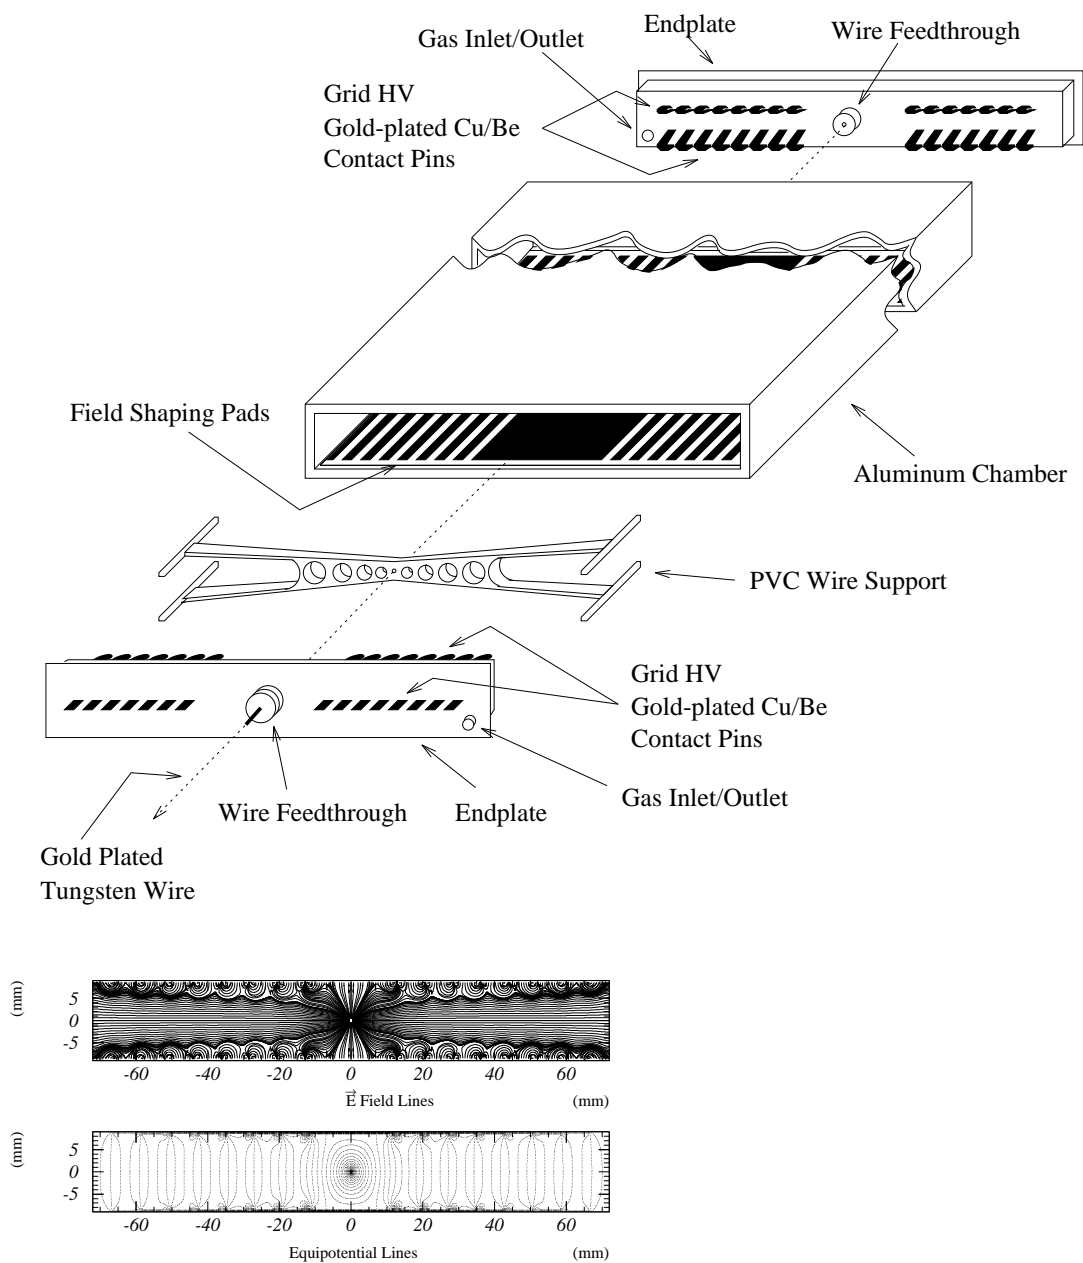 Endplate
Gas Inlet/Outlet
Wire Feedthrough
Grid HV
Gold-plated Cu/Be
Contact Pins
Field Shaping Pads
Aluminum Chamber
PVC Wire Support
Grid HV
Gold-plated Cu/Be
Contact Pins
Gas Inlet/Outlet
Wire Feedthrough
Endplate
Gold Plated
Tungsten Wire
(mm)
5
0
-5
-60 -40 -20 0 20 40 60
E Field Lines
(mm)
(mm)
5
0
-5
-60 -40 -20 0 20 40 60
Equipotential Lines
(mm)